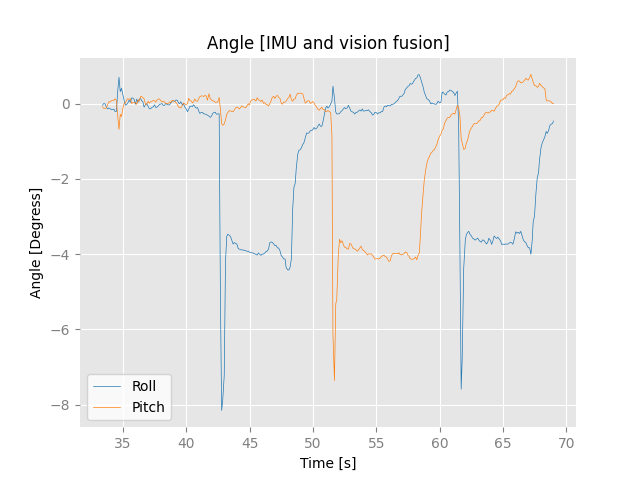 Angle [IMU and vision fusion]
Angle [Degress]
0
−2
−4
−6
−8
Roll
Pitch
35 40 45 50 55 60 65 70
Time [s]